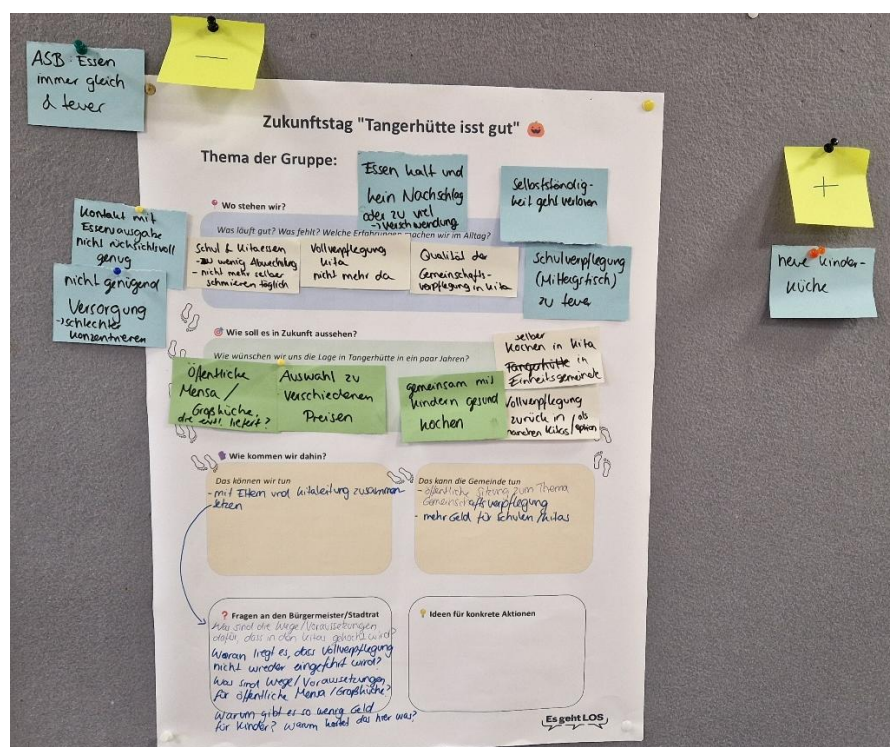 ASB: Essen
immer gleich
& teuer
–
Zukunftstag "Tangerhütte isst gut" 🎃
Thema der Gruppe:
Essen kalt und
kein Nachschlag
oder zu viel
→Verschwendung
Selbstständig-
keit geht verloren
+
neue Kinder-
küche
Wo stehen wir?
Was läuft gut? Was fehlt? Welche Erfahrungen machen wir im Alltag?
Kontakt mit
Essenausgabe
nicht rücksichtsvoll
genug
nicht genügend
Versorgung
→schlechter
konzentrieren
Schul & Kitaessen
→zu wenig Abwechslung
- nicht mehr selber
schmieren täglich
Vollverpflegung
Kita
nicht mehr da
Qualität der
Gemeinschafts-
verpflegung in Kita
Schulverpflegung
(Mittagstisch)
zu teuer
Wie soll es in Zukunft aussehen?
Wie wünschen wir uns die Lage in Tangerhütte in ein paar Jahren?
öffentliche
Mensa/
Großküche,
die evtl. liefert?
Auswahl zu
verschiedenen
Preisen
gemeinsam mit
Kindern gesund
kochen
selber
kochen in Kita
Tangerhütte in
Einheitsgemeinde
Vollverpflegung
zurück in / als
manchen Kitas/ option
Wie kommen wir dahin?
Das können wir tun
- mit Eltern und Kitaleitung zusammen
setzen
Das kann die Gemeinde tun
- öffentliche Sitzung zum Thema
Gemeinschaftsverpflegung
- mehr Geld für Schulen/Kitas
Fragen an den Bürgermeister/Stadtrat
Was sind die Wege/Voraussetzungen
dafür, dass in den Kitas gekocht wird?
Woran liegt es, dass Vollverpflegung
nicht wieder eingeführt wird?
Was sind Wege/Voraussetzungen
für öffentliche Mensa/Großküche?
Warum gibt es so wenig Geld
für Kinder? Warum kostet das hier was?
Ideen für konkrete Aktionen
Es geht LOS